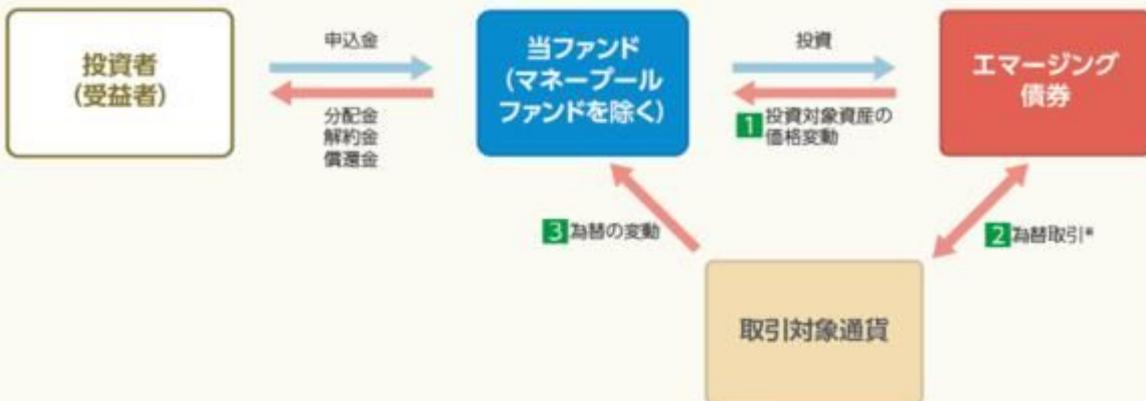 投資者
(受益者)
申込金
分配金
解約金
償還金
当ファンド
(マネープール
ファンドを除く)
投資
1 投資対象資産の
価格変動
エマージング
債券
3 為替の変動
2 為替取引*
取引対象通貨